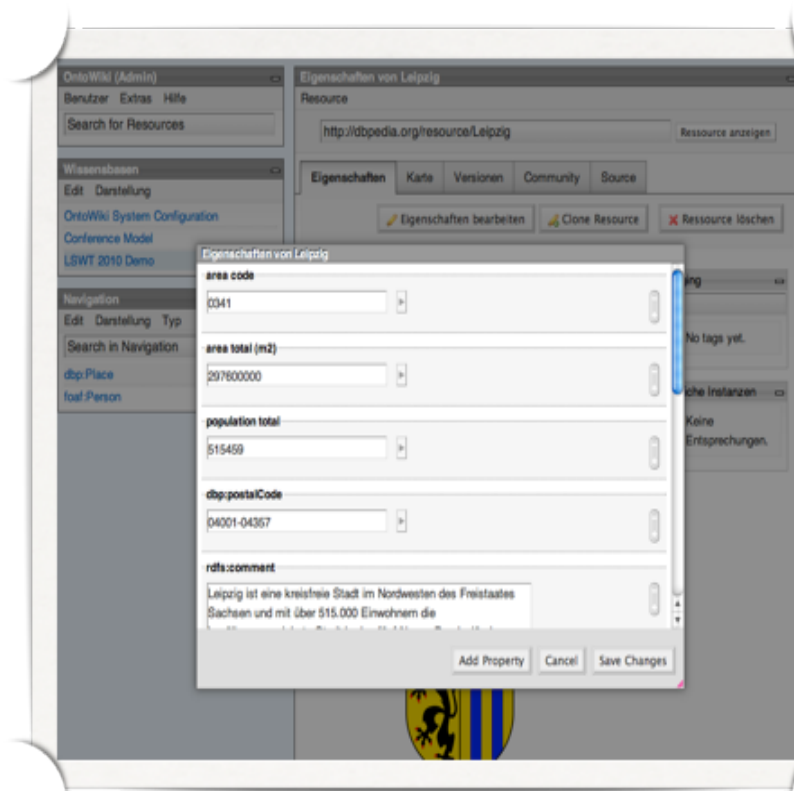 OntoWiki (Admin)
Benutzer Extras Hilfe
Search for Resources
Wissensbasen
Edit Darstellung
OntoWiki System Configuration
Conference Model
LSWT 2010 Demo
Navigation
Edit Darstellung Typ
Search in Navigation
dbp:Place
foaf:Person
Eigenschaften von Leipzig
Resource
http://dbpedia.org/resource/Leipzig
Ressource anzeigen
Eigenschaften Karte Versionen Community Source
Eigenschaften bearbeiten Clone Resource Ressource löschen
No tags yet.
Instanzen
Keine
Entsprechungen.
Eigenschaften von Leipzig
area code
0341
area total (m2)
297600000
population total
515459
dbp:postalCode
04001-04357
rdfs:comment
Leipzig ist eine kreisfreie Stadt im Nordwesten des Freistaates
Sachsen und mit über 515.000 Einwohnern die
Add Property Cancel Save Changes